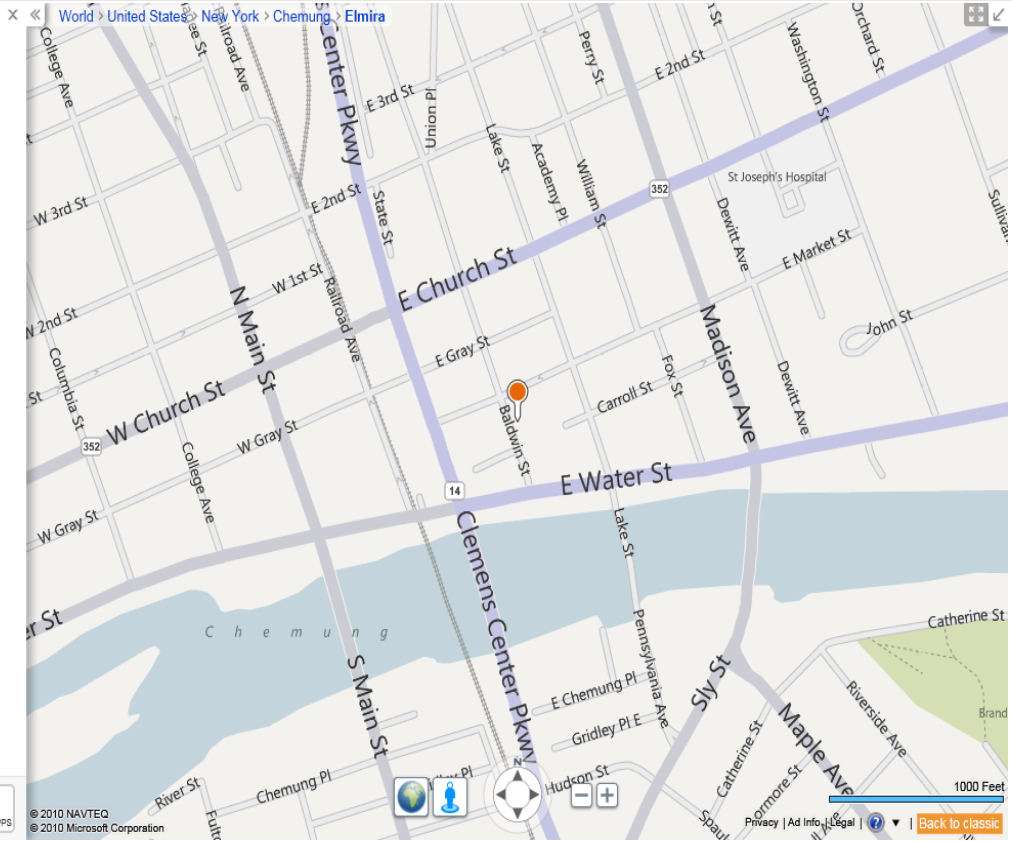 World > United States > New York > Chemung > Elmira
College Ave
Railroad Ave
Center Pkwy
Perry St
E 2nd St
Washington St
Orchard St
E 3rd St
Union Pl
Lake St
Academy Pl
William St
352
St Joseph's Hospital
W 3rd St
E 2nd St
State St
Dewitt Ave
E Market St
E Church St
W 1st St
Railroad Ave
N Main St
W 2nd St
Madison Ave
John St
E Gray St
Columbia St
St
Fox St
Dewitt Ave
Carroll St
Baldwin St
352
W Church St
W Gray St
College Ave
E Water St
14
W Gray St
Lake St
Clemens Center Pkwy
er St
Chemung
Catherine St
Pennsylvania Ave
S Main St
Sly St
E Chemung Pl
Riverside Ave
Brand
Gridley Pl E
Maple Ave
Catherine St
N
Hudson St
Chemung Pl
River St
1000 Feet
© 2010 NAVTEQ
© 2010 Microsoft Corporation
Privacy | Ad Info | Legal | ? ▼ | Back to classic